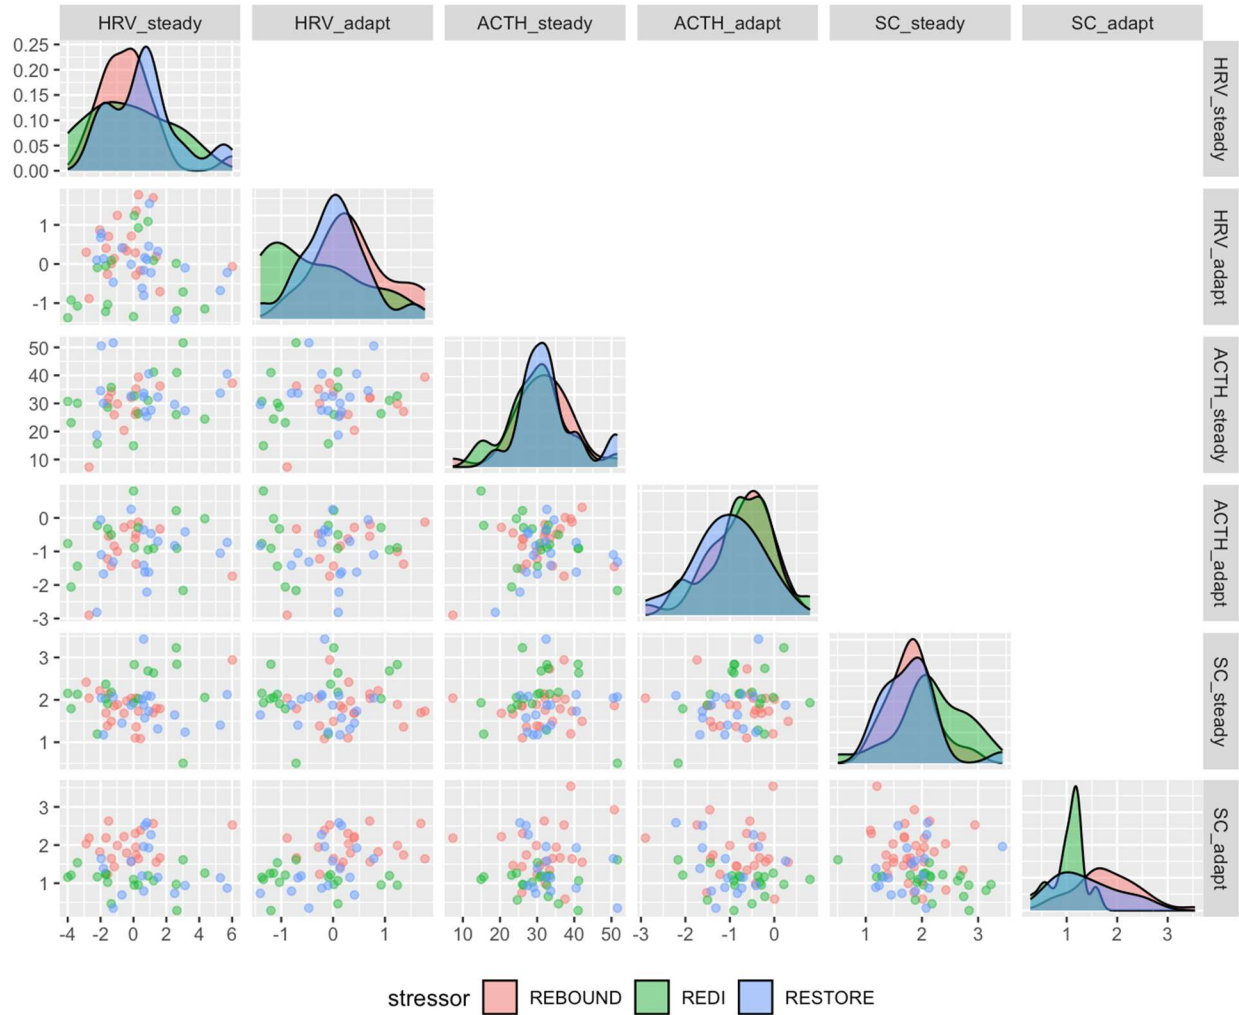 HRV_steady HRV_adapt ACTH_steady ACTH_adapt SC_steady SC_adapt
0.25
0.20
0.15
0.10
0.05
0.00
HRV_steady
1
0
-1
HRV_adapt
50
40
30
20
10
ACTH_steady
0
-1
-2
-3
ACTH_adapt
3
2
1
SC_steady
3
2
1
SC_adapt
-4 -2 0 2 4 6 -1 0 1 10 20 30 40 50 -3 -2 -1 0 1 2 3 1 2 3
stressor REBOUND REDI RESTORE